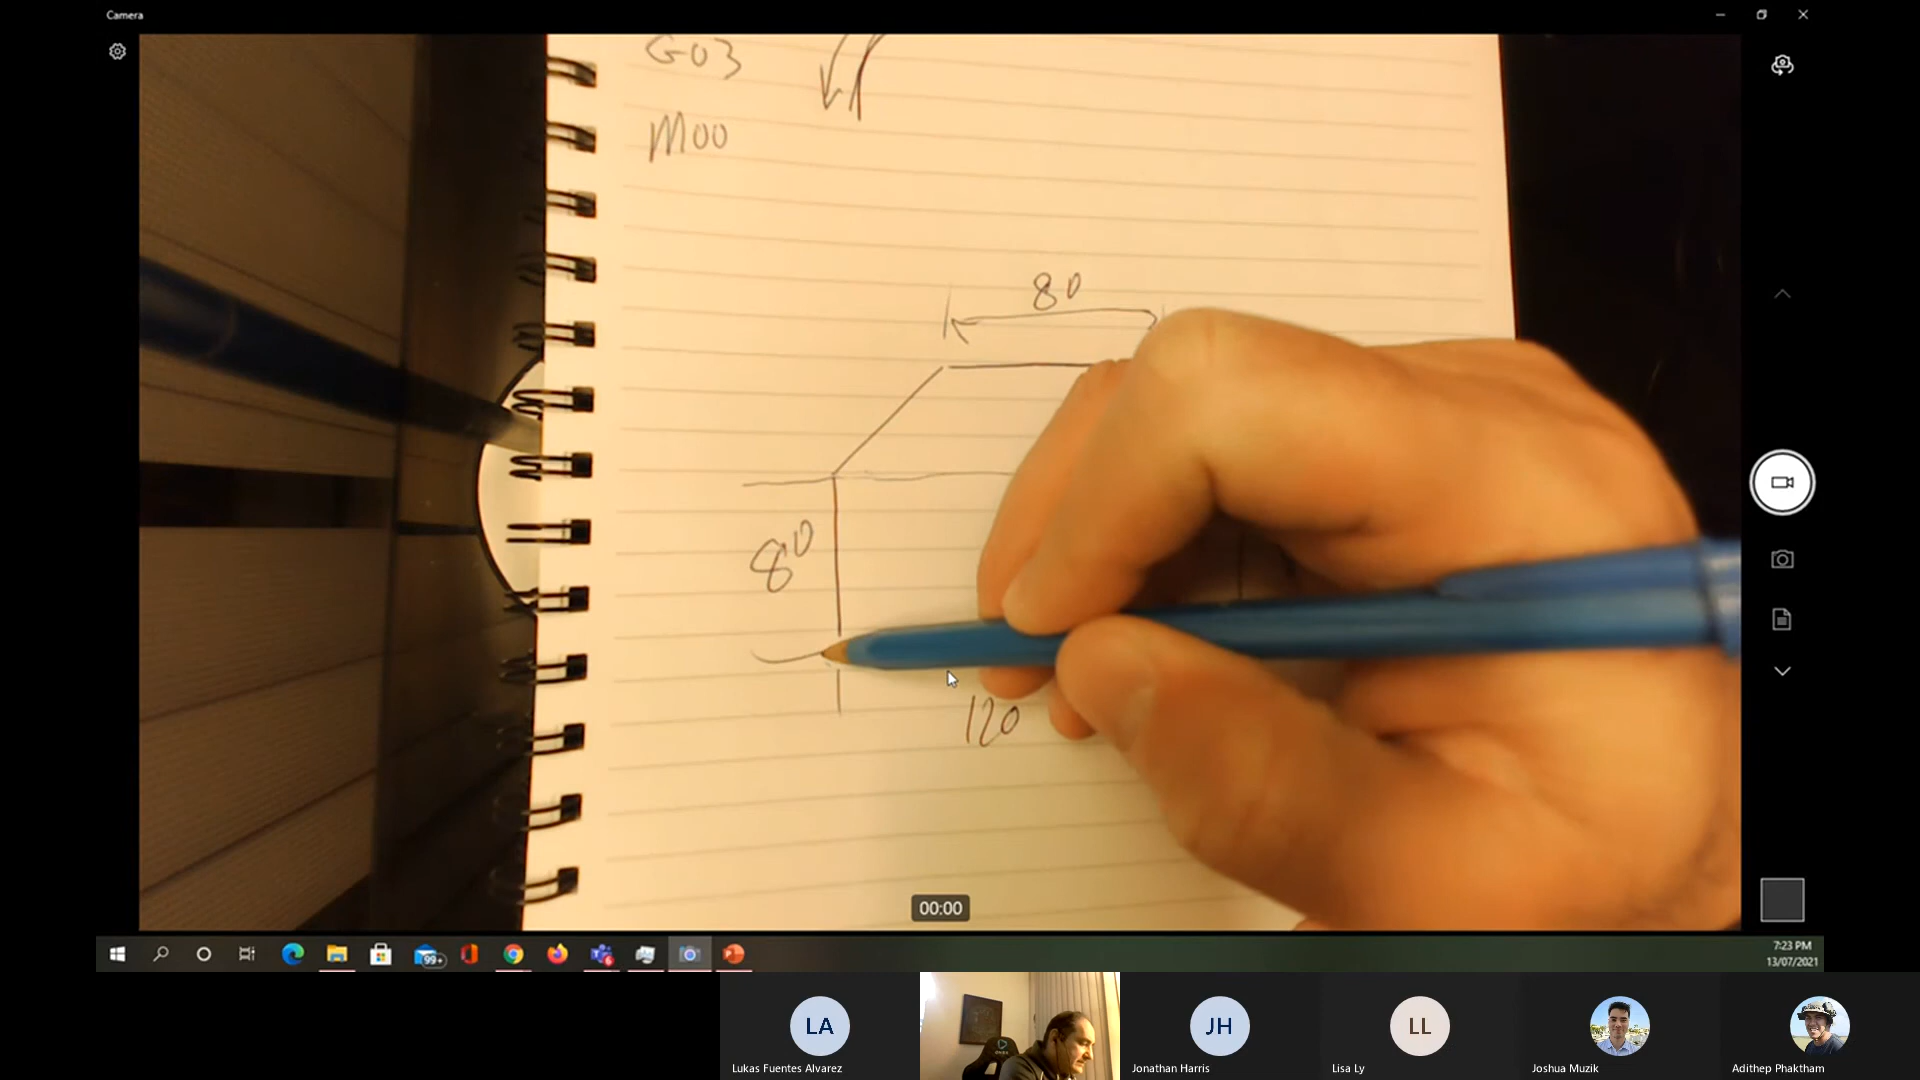 Camera
G03
M00
80
80
120
00:00
99+
7:23 PM
13/07/2021
LA
JH
LL
Lukas Fuentes Alvarez
Jonathan Harris
Lisa Ly
Joshua Muzik
Adithep Phaktham